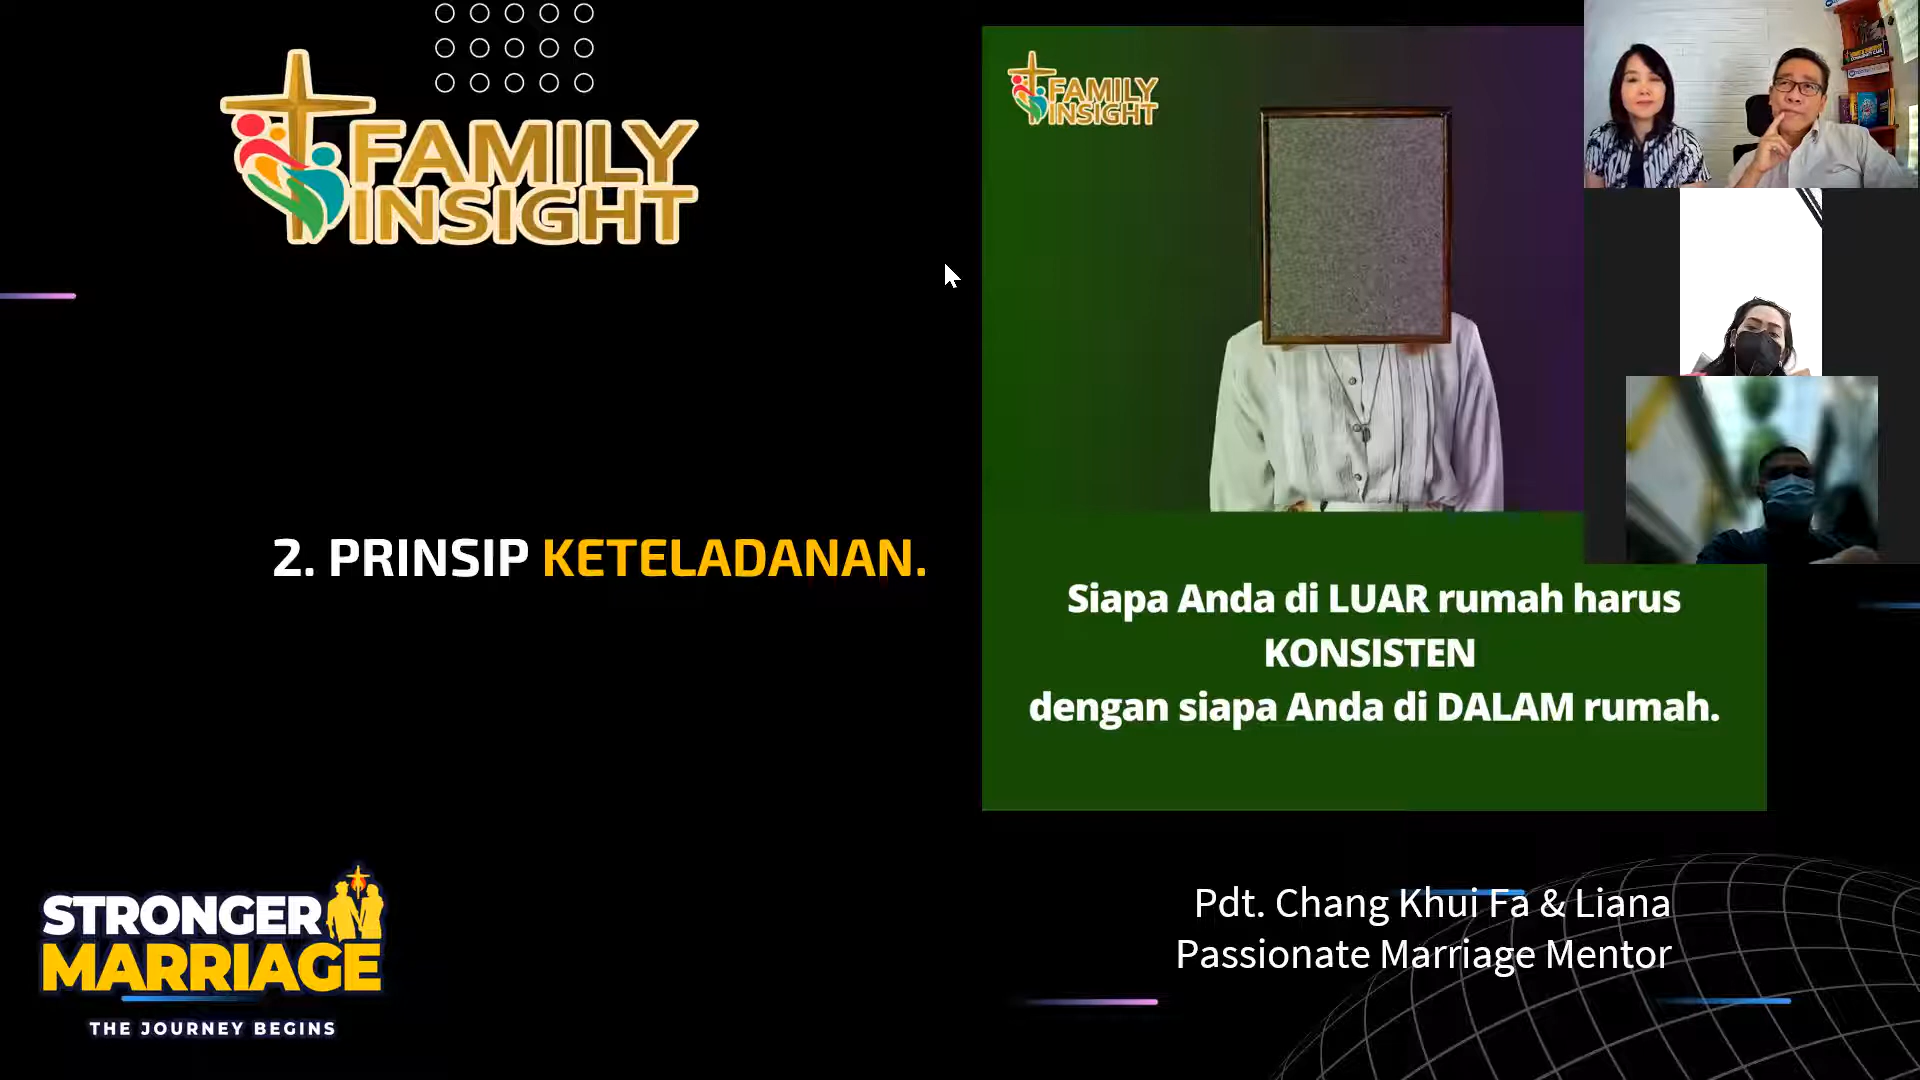 FAMILY
INSIGHT
2. PRINSIP KETELADANAN.
STRONGER
MARRIAGE
THE JOURNEY BEGINS
FAMILY
INSIGHT
Siapa Anda di LUAR rumah harus
KONSISTEN
dengan siapa Anda di DALAM rumah.
Pdt. Chang Khui Fa & Liana
Passionate Marriage Mentor